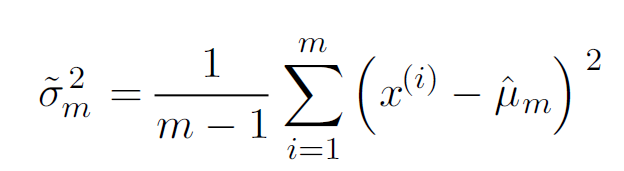 σ̃²ₘ = 1/(m − 1) ∑ᵢ₌₁ᵐ (x⁽ⁱ⁾ − μ̂ₘ)²